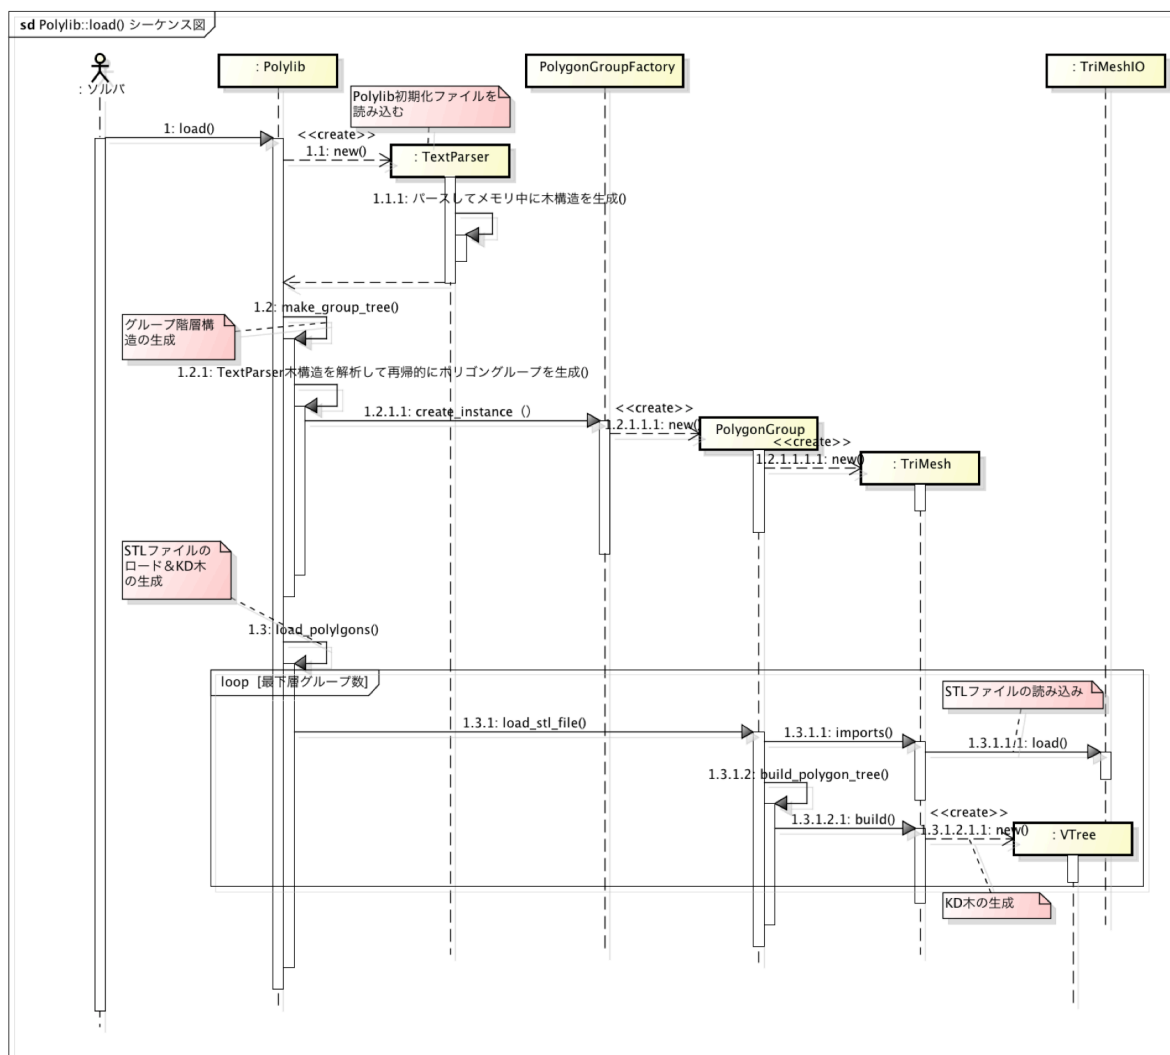 sd Polylib::load() シーケンス図
: ソルバ
: Polylib
PolygonGroupFactory
: TriMeshIO
Polylib初期化ファイルを
読み込む
1: load()
<<create>>
1.1: new()
: TextParser
1.1.1: パースしてメモリ中に木構造を生成()
1.2: make_group_tree()
グループ階層構
造の生成
1.2.1: TextParser木構造を解析して再帰的にポリゴングループを生成()
1.2.1.1: create_instance（）
<<create>>
1.2.1.1.1: new()
PolygonGroup
<<create>>
1.2.1.1.1.1: new()
: TriMesh
STLファイルの
ロード＆KD木
の生成
1.3: load_polylgons()
loop [最下層グループ数]
STLファイルの読み込み
1.3.1: load_stl_file()
1.3.1.1: imports()
1.3.1.1.1: load()
1.3.1.2: build_polygon_tree()
1.3.1.2.1: build()
<<create>>
1.3.1.2.1.1: new()
: VTree
KD木の生成